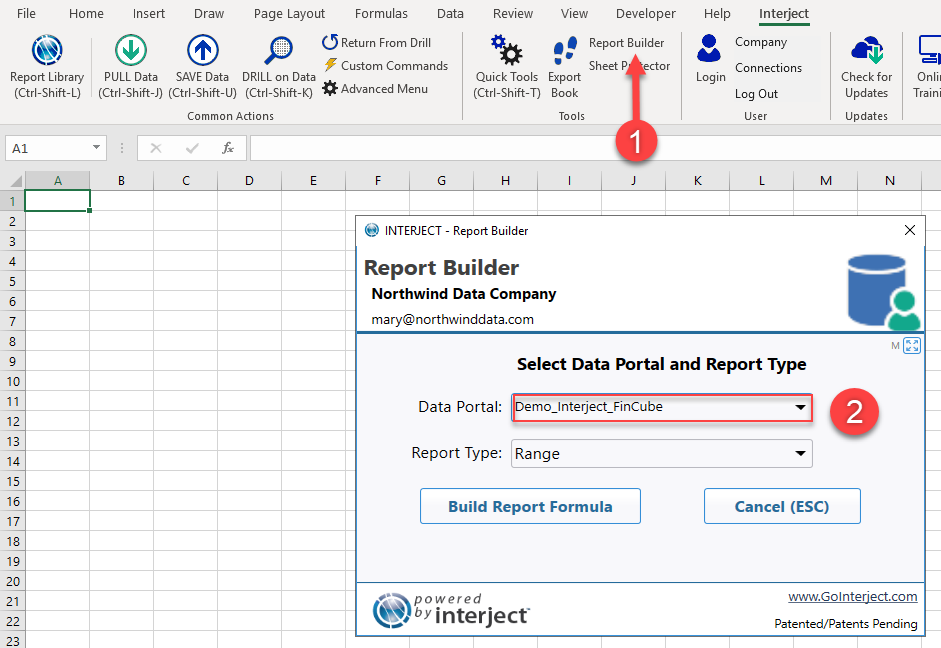 File Home Insert Draw Page Layout Formulas Data Review View Developer Help Interject
Report Library
(Ctrl-Shift-L)
PULL Data
(Ctrl-Shift-J)
SAVE Data
(Ctrl-Shift-U)
DRILL on Data
(Ctrl-Shift-K)
Return From Drill
Custom Commands
Advanced Menu
Common Actions
Quick Tools
(Ctrl-Shift-T)
Export
Book
Report Builder
Sheet
Tools
Login
Company
Connections
Log Out
User
Check for
Updates
Updates
1
A1
fx
A B C D E F G H I J K L M N
1
2
3
4
5
6
7
8
9
10
11
12
13
14
15
16
17
18
19
20
21
22
23
INTERJECT - Report Builder
Report Builder
Northwind Data Company
mary@northwinddata.com
M
Select Data Portal and Report Type
Data Portal: Demo_Interject_FinCube
2
Report Type: Range
Build Report Formula Cancel (ESC)
powered
by interject
www.GoInterject.com
Patented/Patents Pending